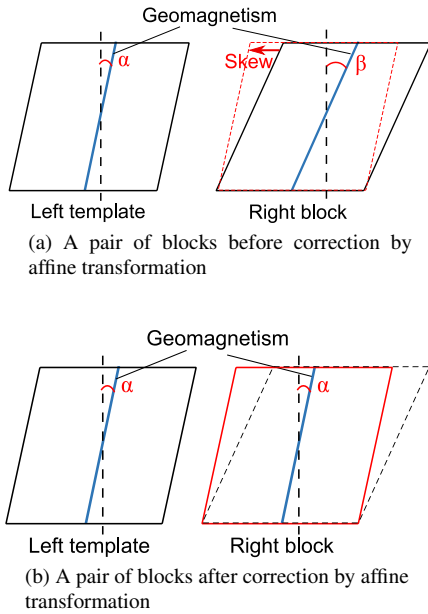 Geomagnetism
α
Skew
β
Left template
Right block
(a) A pair of blocks before correction by
affine transformation
Geomagnetism
α
α
Left template
Right block
(b) A pair of blocks after correction by affine
transformation